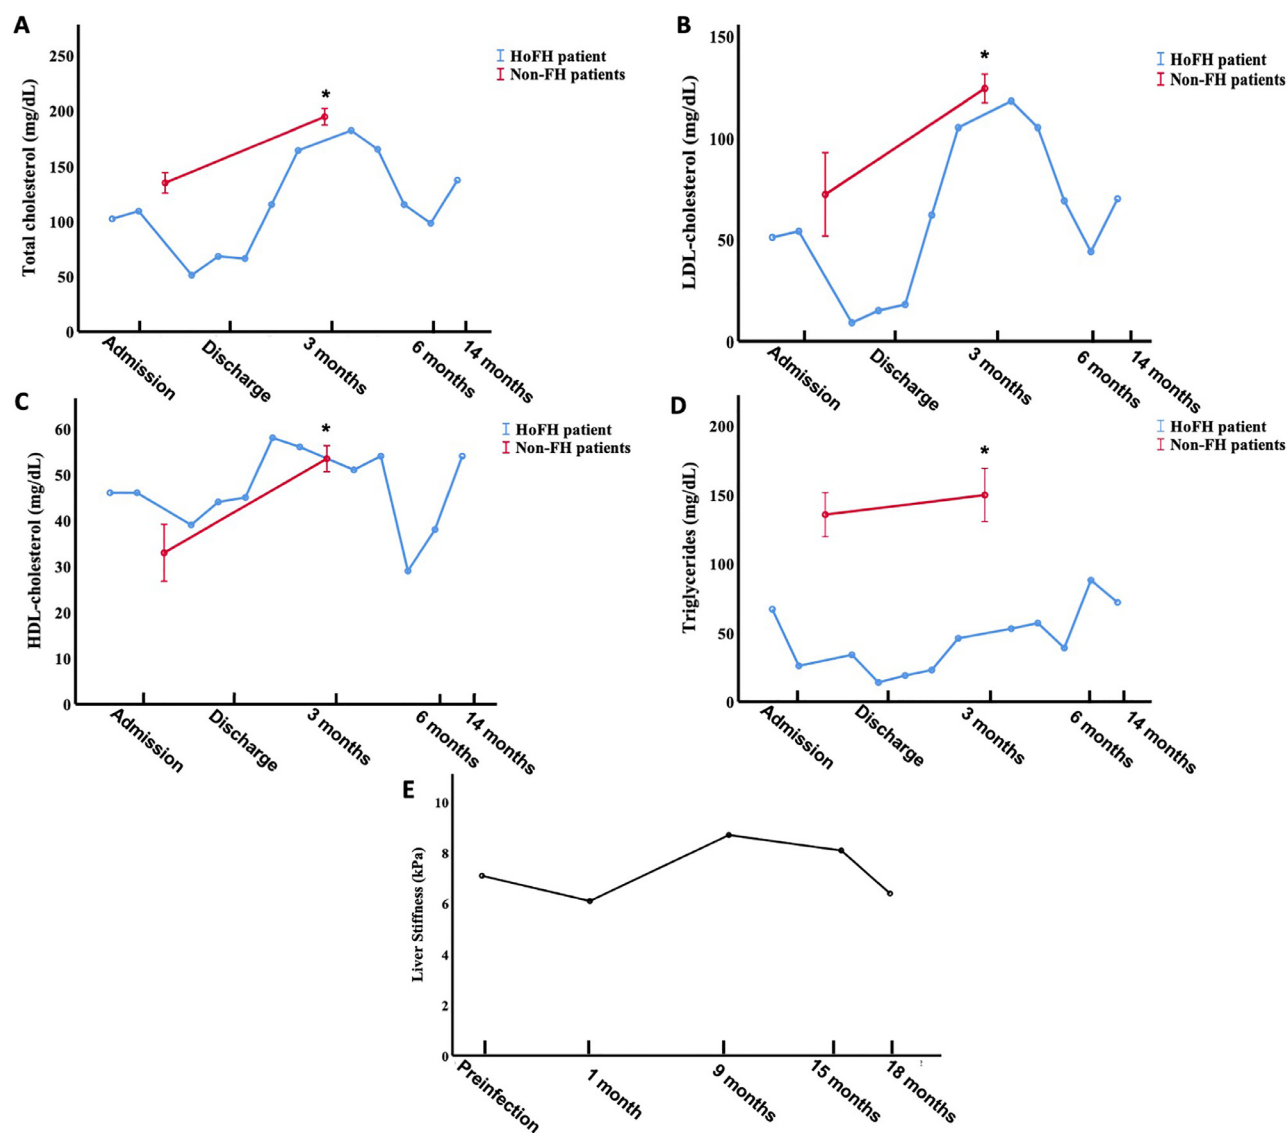 A
Total cholesterol (mg/dL)
250
200
150
100
50
0
*
HoFH patient
Non-FH patients
Admission
Discharge
3 months
6 months
14 months
B
LDL-cholesterol (mg/dL)
150
100
50
0
*
HoFH patient
Non-FH patients
Admission
Discharge
3 months
6 months
14 months
C
HDL-cholesterol (mg/dL)
60
50
40
30
20
10
0
*
HoFH patient
Non-FH patients
Admission
Discharge
3 months
6 months
14 months
D
Triglycerides (mg/dL)
200
150
100
50
0
*
HoFH patient
Non-FH patients
Admission
Discharge
3 months
6 months
14 months
E
Liver Stiffness (kPa)
10
8
6
4
2
0
Preinfection
1 month
9 months
15 months
18 months